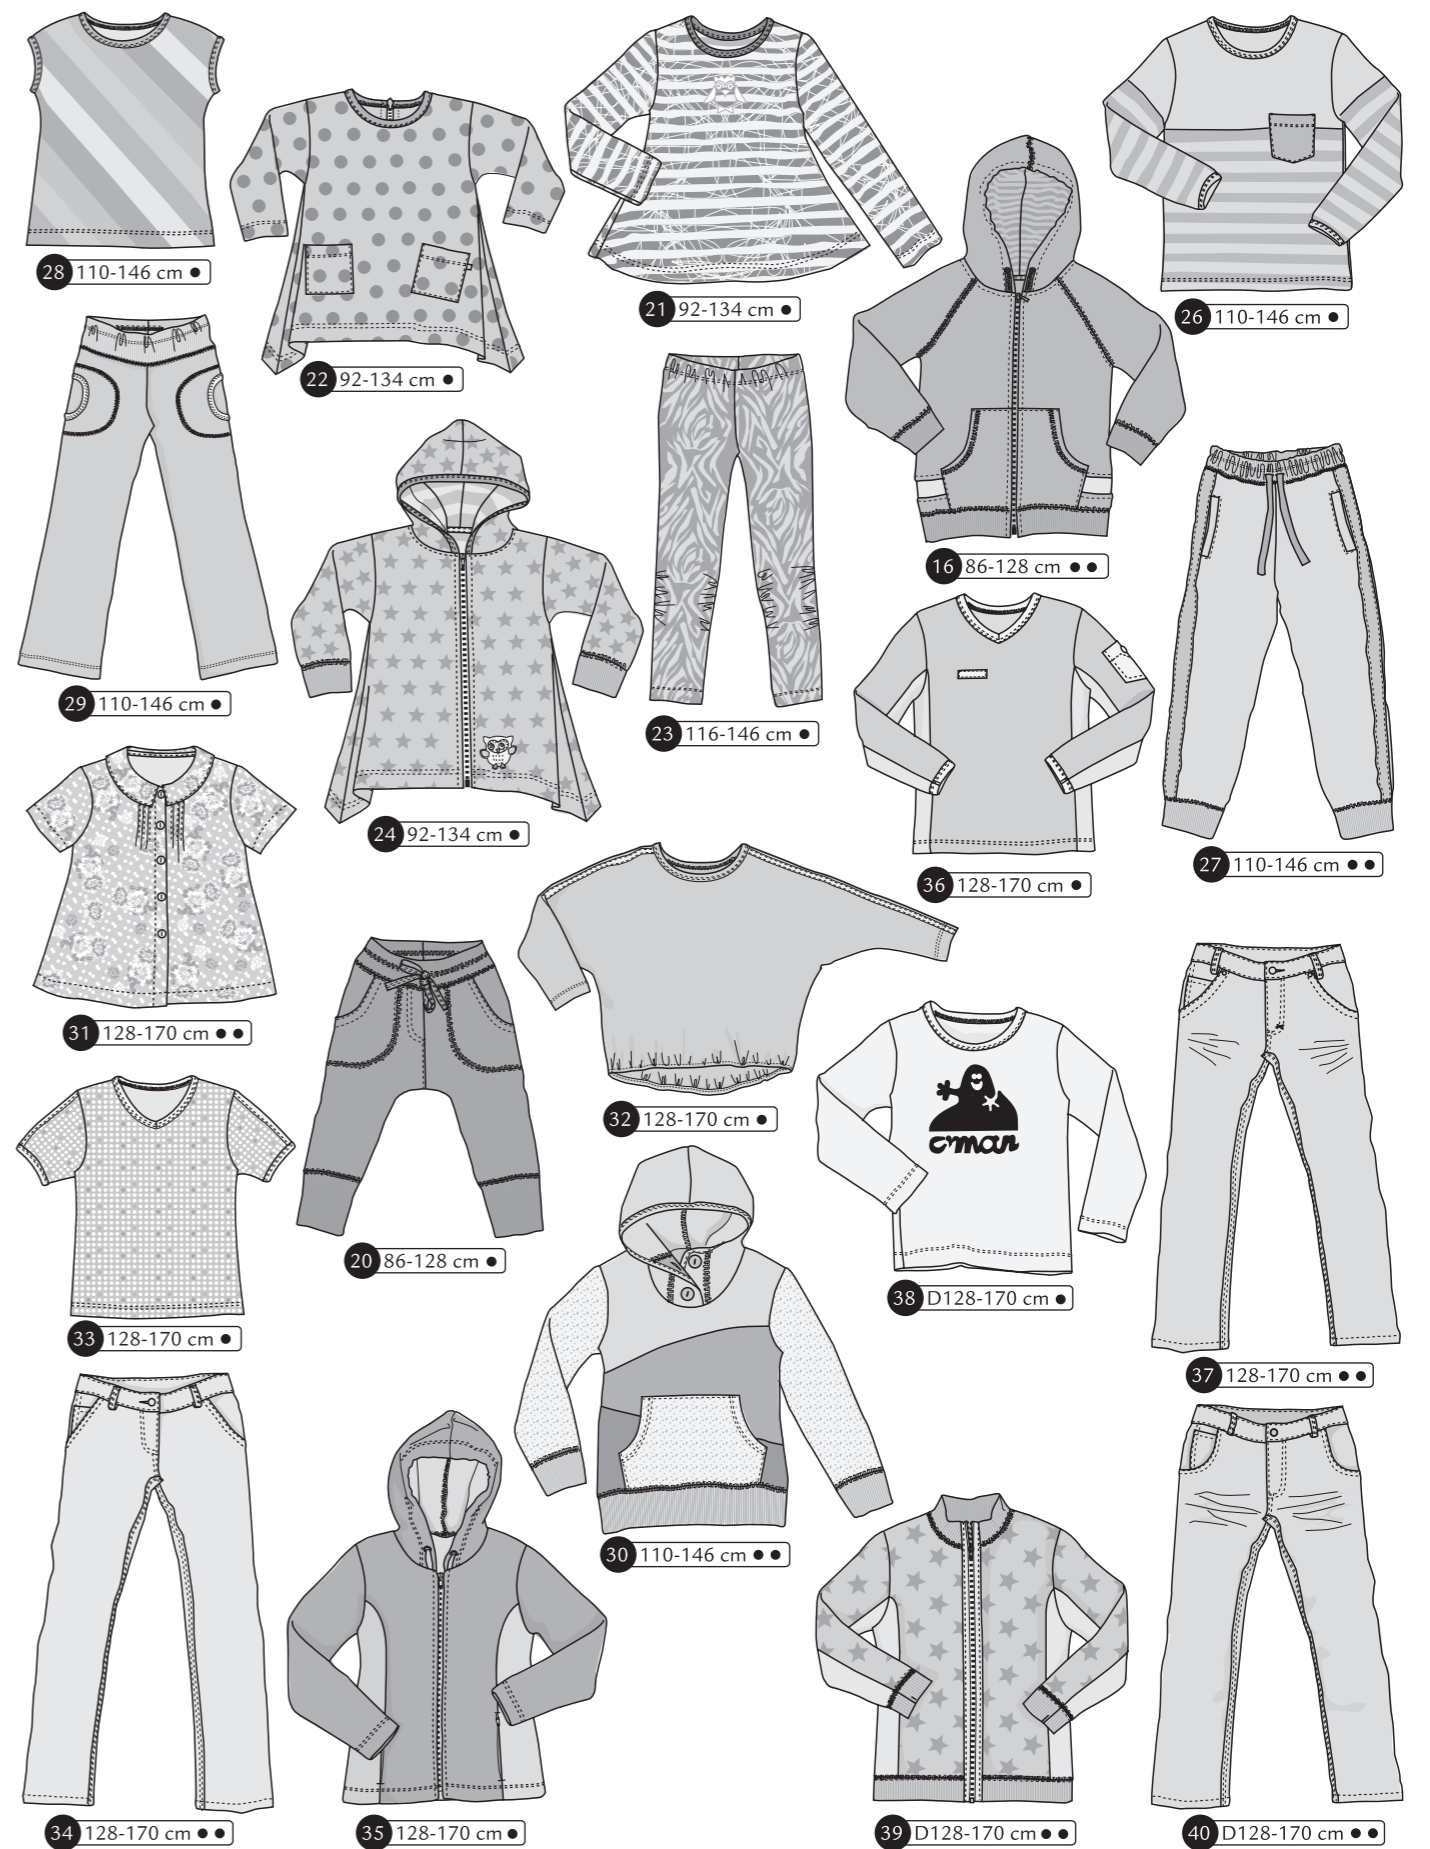 28 110-146 cm ●
22 92-134 cm ●
21 92-134 cm ●
26 110-146 cm ●
16 86-128 cm ●●
29 110-146 cm ●
24 92-134 cm ●
23 116-146 cm ●
36 128-170 cm ●
27 110-146 cm ●●
31 128-170 cm ●●
20 86-128 cm ●
32 128-170 cm ●
cman
38 D128-170 cm ●
33 128-170 cm ●
37 128-170 cm ●●
30 110-146 cm ●●
34 128-170 cm ●●
35 128-170 cm ●
39 D128-170 cm ●●
40 D128-170 cm ●●